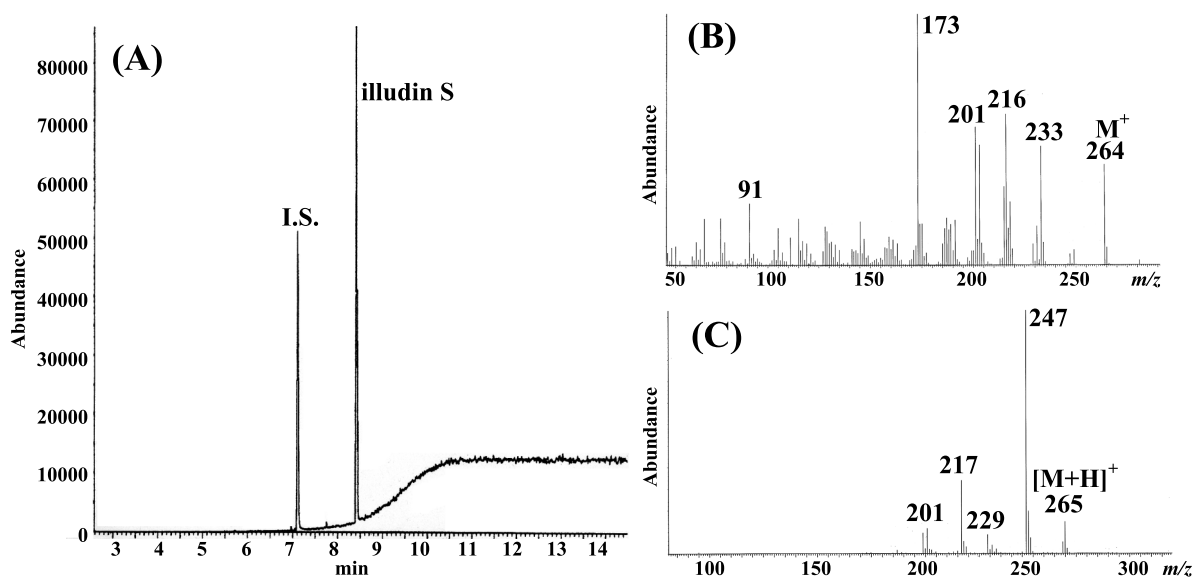 (A)
80000
70000
60000
50000
40000
30000
20000
10000
0
Abundance
I.S.
illudin S
3 4 5 6 7 8 9 10 11 12 13 14
min
(B)
173
201
216
233
M+
264
91
Abundance
50 100 150 200 250 m/z
(C)
247
217
201
229
[M+H]+
265
Abundance
100 150 200 250 300 m/z